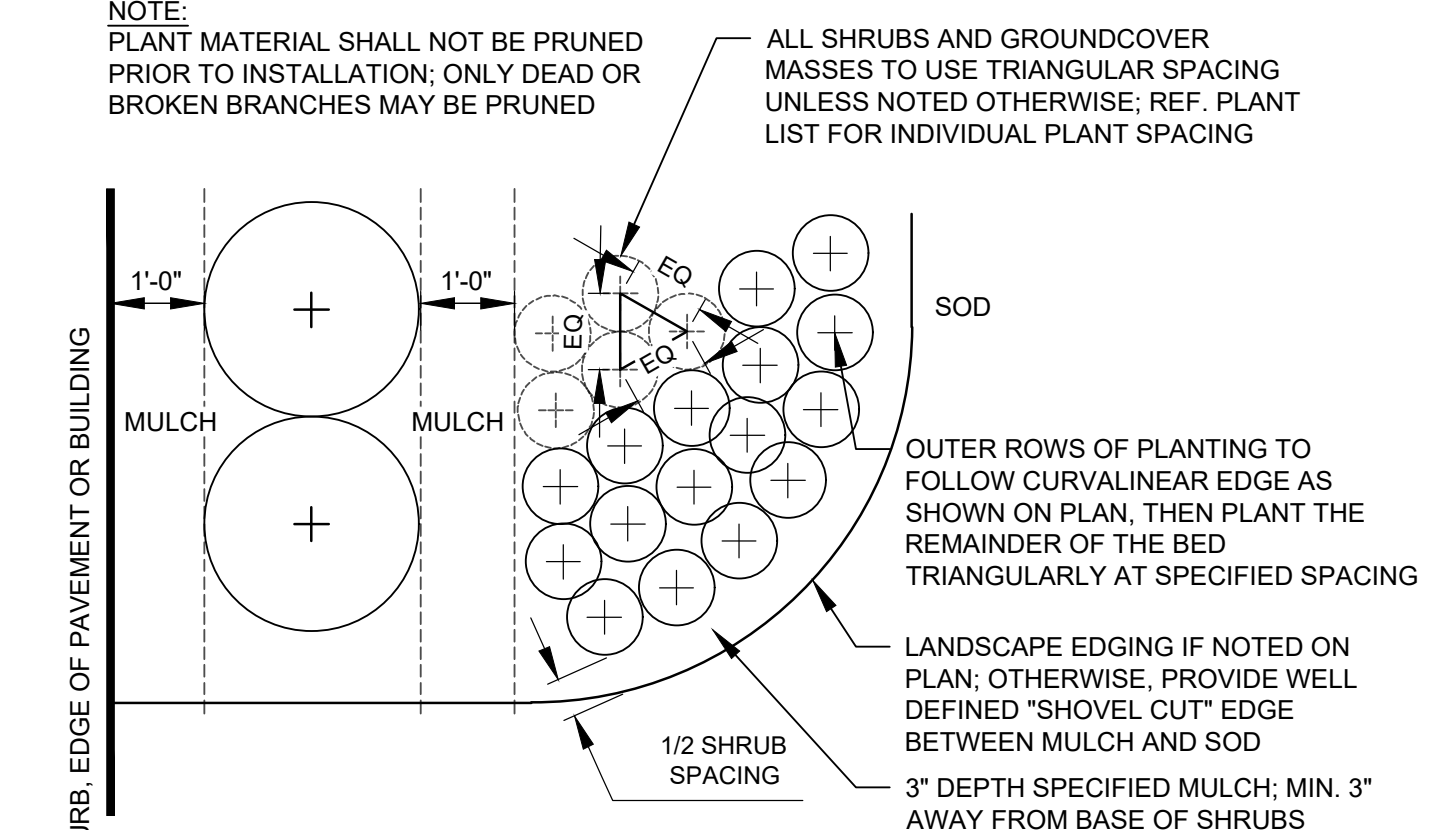 NOTE:
PLANT MATERIAL SHALL NOT BE PRUNED
PRIOR TO INSTALLATION; ONLY DEAD OR
BROKEN BRANCHES MAY BE PRUNED
ALL SHRUBS AND GROUNDCOVER
MASSES TO USE TRIANGULAR SPACING
UNLESS NOTED OTHERWISE; REF. PLANT
LIST FOR INDIVIDUAL PLANT SPACING
1'-0"
1'-0"
EQ
EQ
EQ
SOD
MULCH
MULCH
EDGE OF PAVEMENT OR BUILDING
OUTER ROWS OF PLANTING TO
FOLLOW CURVALINEAR EDGE AS
SHOWN ON PLAN, THEN PLANT THE
REMAINDER OF THE BED
TRIANGULARLY AT SPECIFIED SPACING
LANDSCAPE EDGING IF NOTED ON
PLAN; OTHERWISE, PROVIDE WELL
DEFINED "SHOVEL CUT" EDGE
BETWEEN MULCH AND SOD
1/2 SHRUB
SPACING
3" DEPTH SPECIFIED MULCH; MIN. 3"
AWAY FROM BASE OF SHRUBS